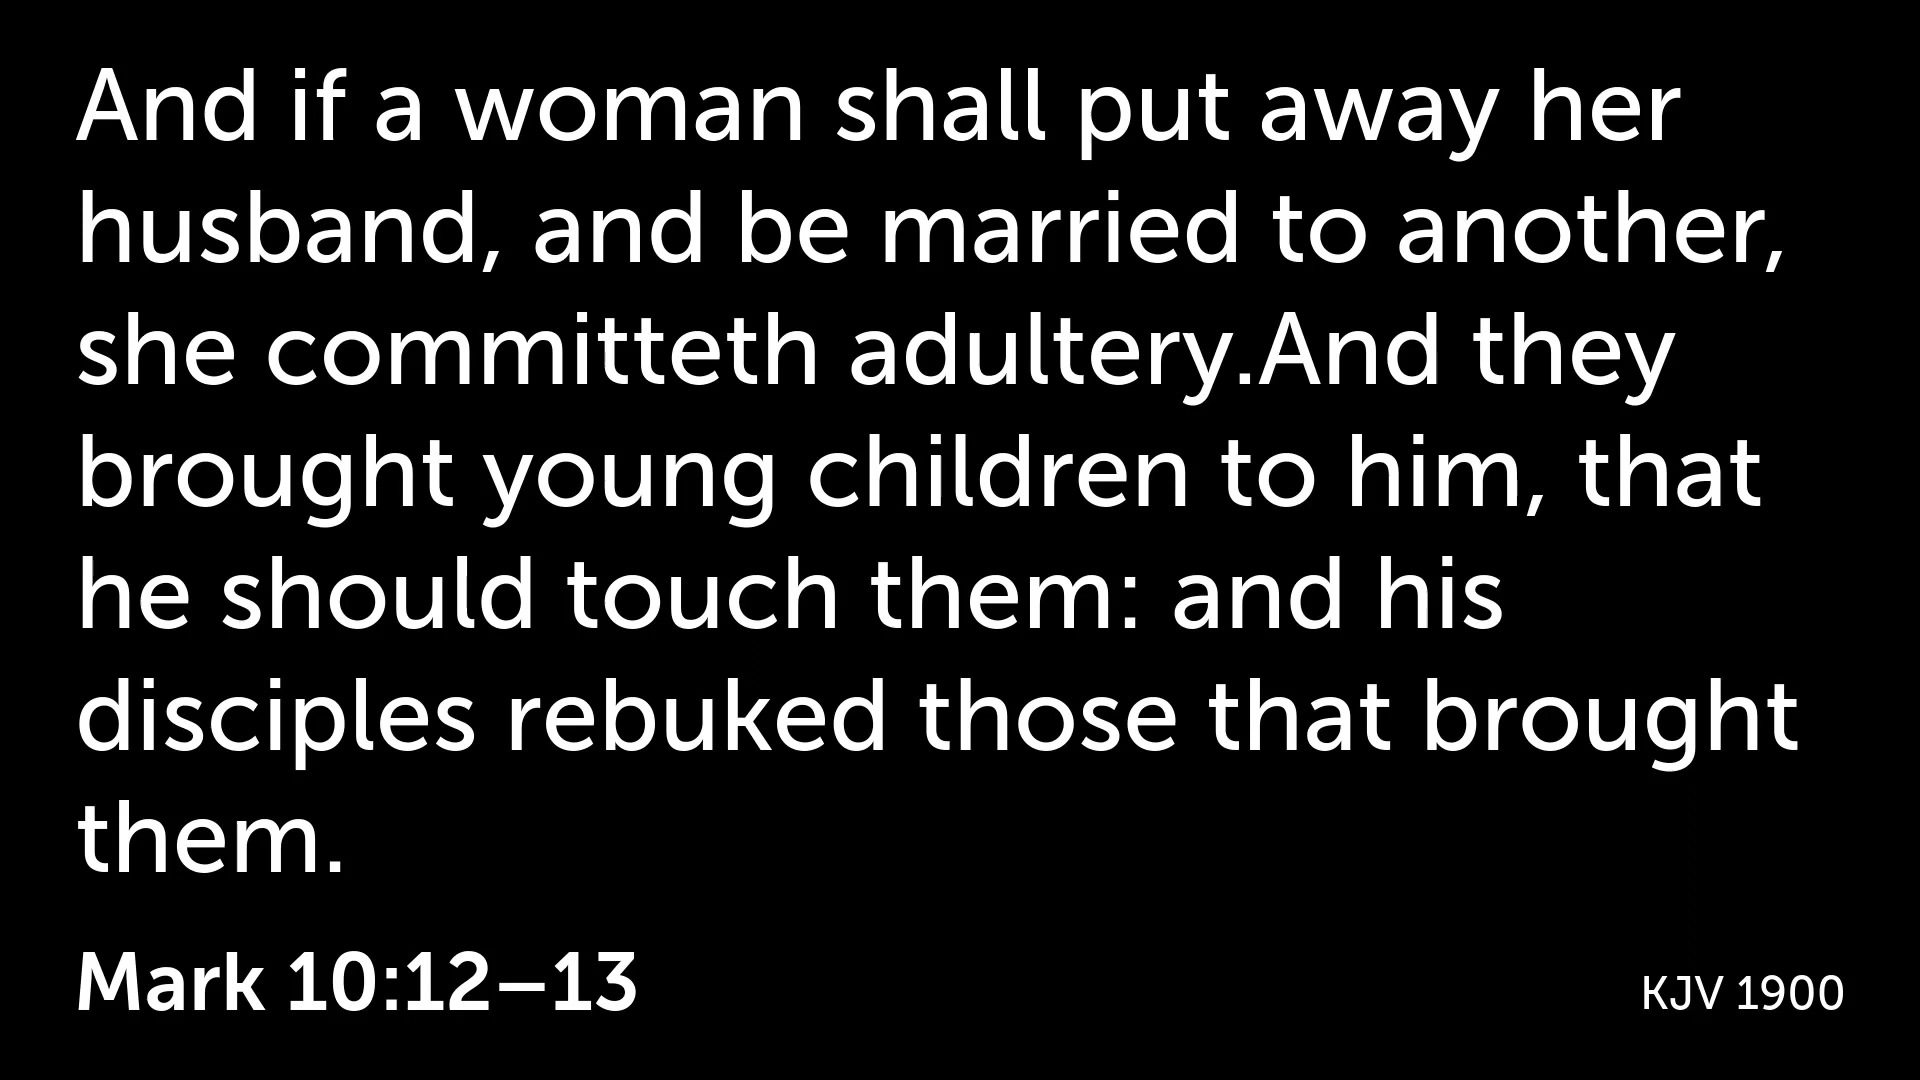 And if a woman shall put away her
husband, and be married to another,
she committeth adultery.And they
brought young children to him, that
he should touch them: and his
disciples rebuked those that brought
them.
Mark 10:12–13
KJV 1900